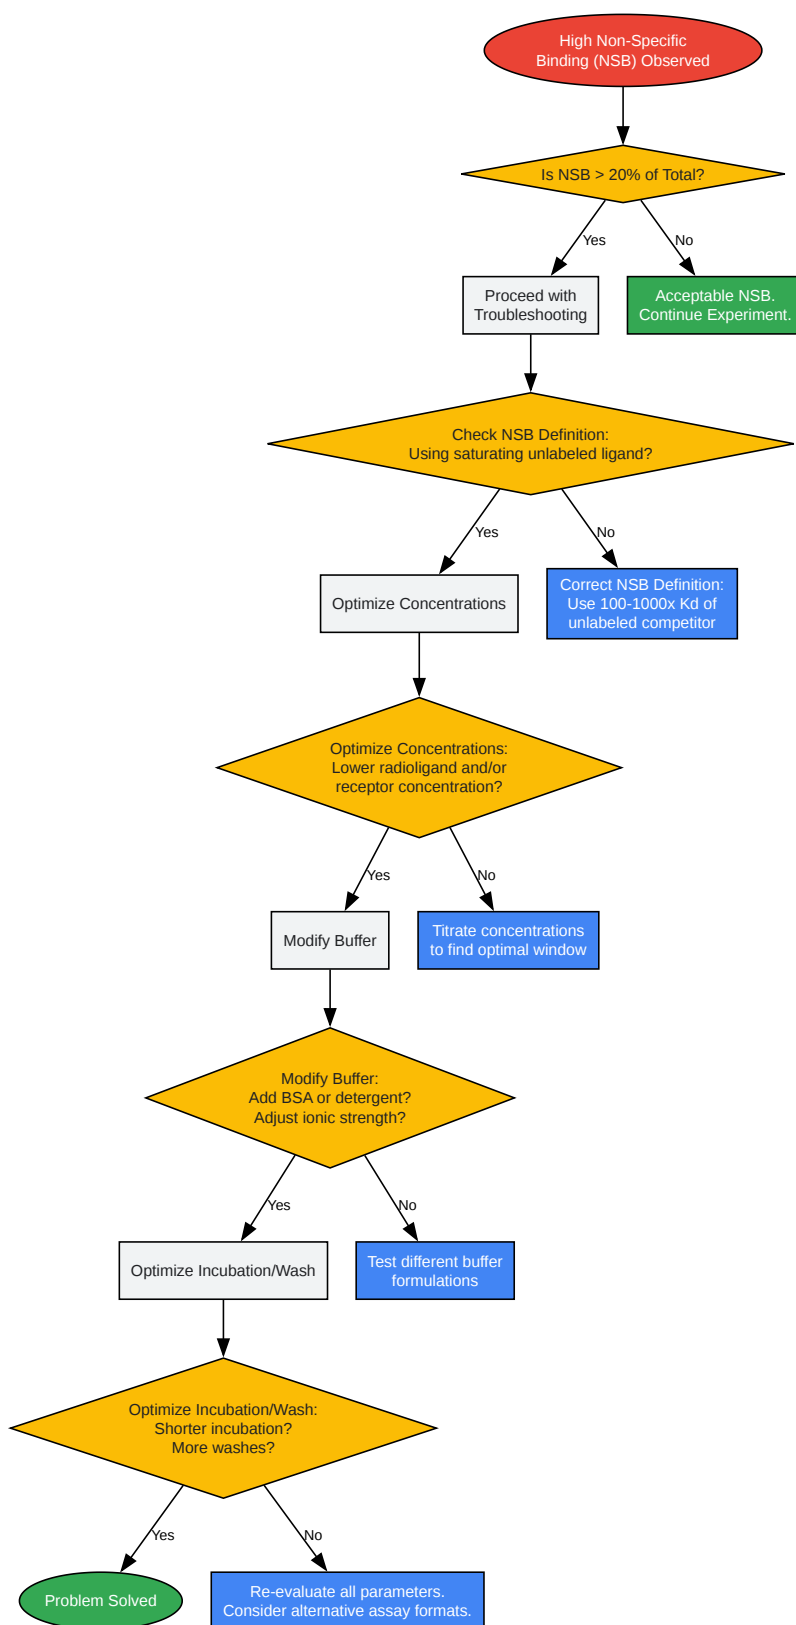 High Non-Specific
Binding (NSB) Observed
Is NSB > 20% of Total?
Yes
No
Proceed with
Troubleshooting
Acceptable NSB.
Continue Experiment.
Check NSB Definition:
Using saturating unlabeled ligand?
Yes
No
Optimize Concentrations
Correct NSB Definition:
Use 100-1000x Kd of
unlabeled competitor
Optimize Concentrations:
Lower radioligand and/or
receptor concentration?
Yes
No
Modify Buffer
Titrate concentrations
to find optimal window
Modify Buffer:
Add BSA or detergent?
Adjust ionic strength?
Yes
No
Optimize Incubation/Wash
Test different buffer
formulations
Optimize Incubation/Wash:
Shorter incubation?
More washes?
Yes
No
Problem Solved
Re-evaluate all parameters.
Consider alternative assay formats.